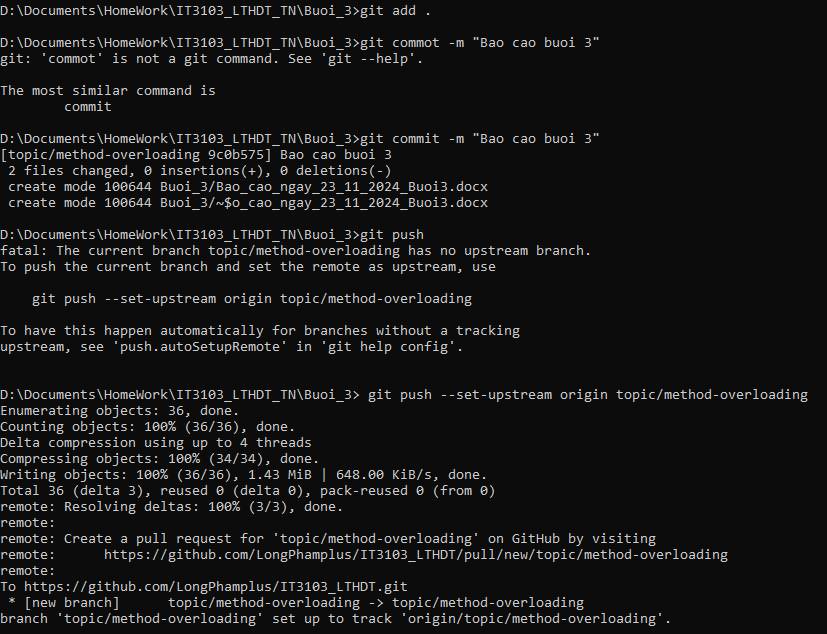 D:\Documents\HomeWork\IT3103_LTHDT_TN\Buoi_3>git add .
D:\Documents\HomeWork\IT3103_LTHDT_TN\Buoi_3>git commot -m "Bao cao buoi 3"
git: 'commot' is not a git command. See 'git --help'.
The most similar command is
        commit
D:\Documents\HomeWork\IT3103_LTHDT_TN\Buoi_3>git commit -m "Bao cao buoi 3"
[topic/method-overloading 9c0b575] Bao cao buoi 3
 2 files changed, 0 insertions(+), 0 deletions(-)
 create mode 100644 Buoi_3/Bao_cao_ngay_23_11_2024_Buoi3.docx
 create mode 100644 Buoi_3/~$o_cao_ngay_23_11_2024_Buoi3.docx
D:\Documents\HomeWork\IT3103_LTHDT_TN\Buoi_3>git push
fatal: The current branch topic/method-overloading has no upstream branch.
To push the current branch and set the remote as upstream, use
    git push --set-upstream origin topic/method-overloading
To have this happen automatically for branches without a tracking
upstream, see 'push.autoSetupRemote' in 'git help config'.
D:\Documents\HomeWork\IT3103_LTHDT_TN\Buoi_3> git push --set-upstream origin topic/method-overloading
Enumerating objects: 36, done.
Counting objects: 100% (36/36), done.
Delta compression using up to 4 threads
Compressing objects: 100% (34/34), done.
Writing objects: 100% (36/36), 1.43 MiB | 648.00 KiB/s, done.
Total 36 (delta 3), reused 0 (delta 0), pack-reused 0 (from 0)
remote: Resolving deltas: 100% (3/3), done.
remote:
remote: Create a pull request for 'topic/method-overloading' on GitHub by visiting
remote:      https://github.com/LongPhamplus/IT3103_LTHDT/pull/new/topic/method-overloading
remote:
To https://github.com/LongPhamplus/IT3103_LTHDT.git
 * [new branch]      topic/method-overloading -> topic/method-overloading
branch 'topic/method-overloading' set up to track 'origin/topic/method-overloading'.